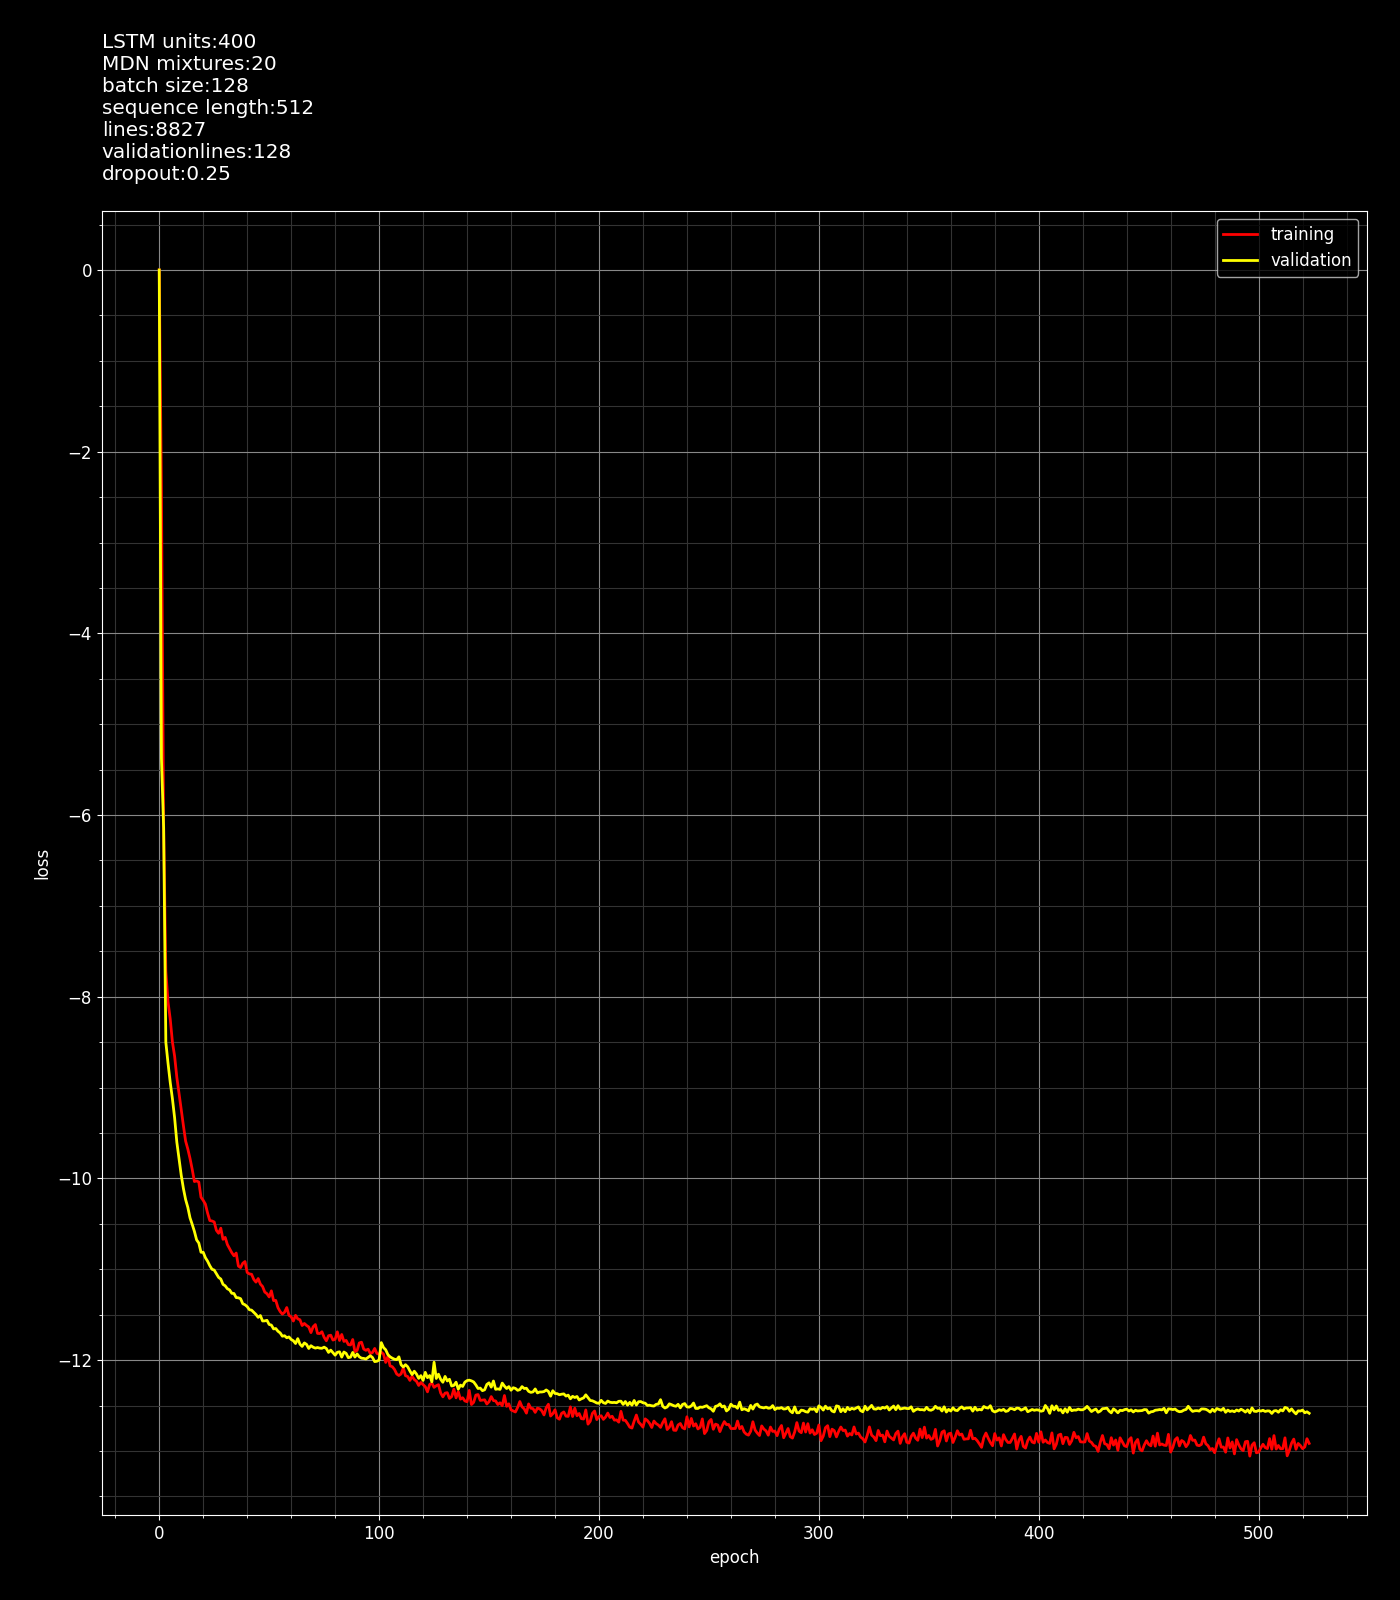 LSTM units:400
MDN mixtures:20
batch size:128
sequence length:512
lines:8827
validationlines:128
dropout:0.25
training
validation
0
−2
−4
−6
−8
−10
−12
loss
0 100 200 300 400 500
epoch